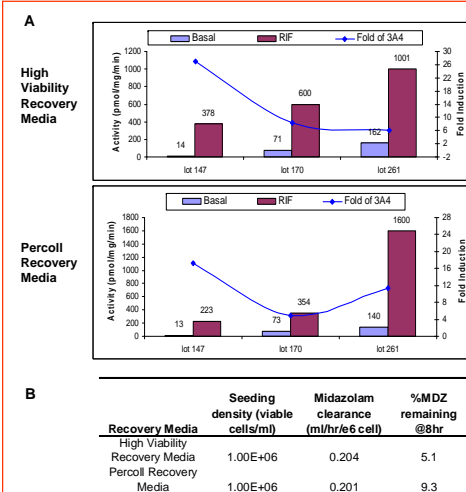 A
High
Viability
Recovery
Media
Basal RIF Fold of 3A4
Activity (pmol/mg/min)
1200
1000
800
600
400
200
0
14
378
71
600
162
1001
30
26
22
18
14
10
6
2
-2
Fold Induction
lot 147 lot 170 lot 261
Percoll
Recovery
Media
Basal RIF Fold of 3A4
Activity (pmol/mg/min)
1800
1600
1400
1200
1000
800
600
400
200
0
13
223
73
354
140
1600
28
24
20
16
12
8
4
0
Fold Induction
lot 147 lot 170 lot 261
B
Recovery Media
Seeding
density (viable
cells/ml)
Midazolam
clearance
(ml/hr/e6 cell)
%MDZ
remaining
@8hr
High Viability
Recovery Media 1.00E+06 0.204 5.1
Percoll Recovery
Media 1.00E+06 0.201 9.3